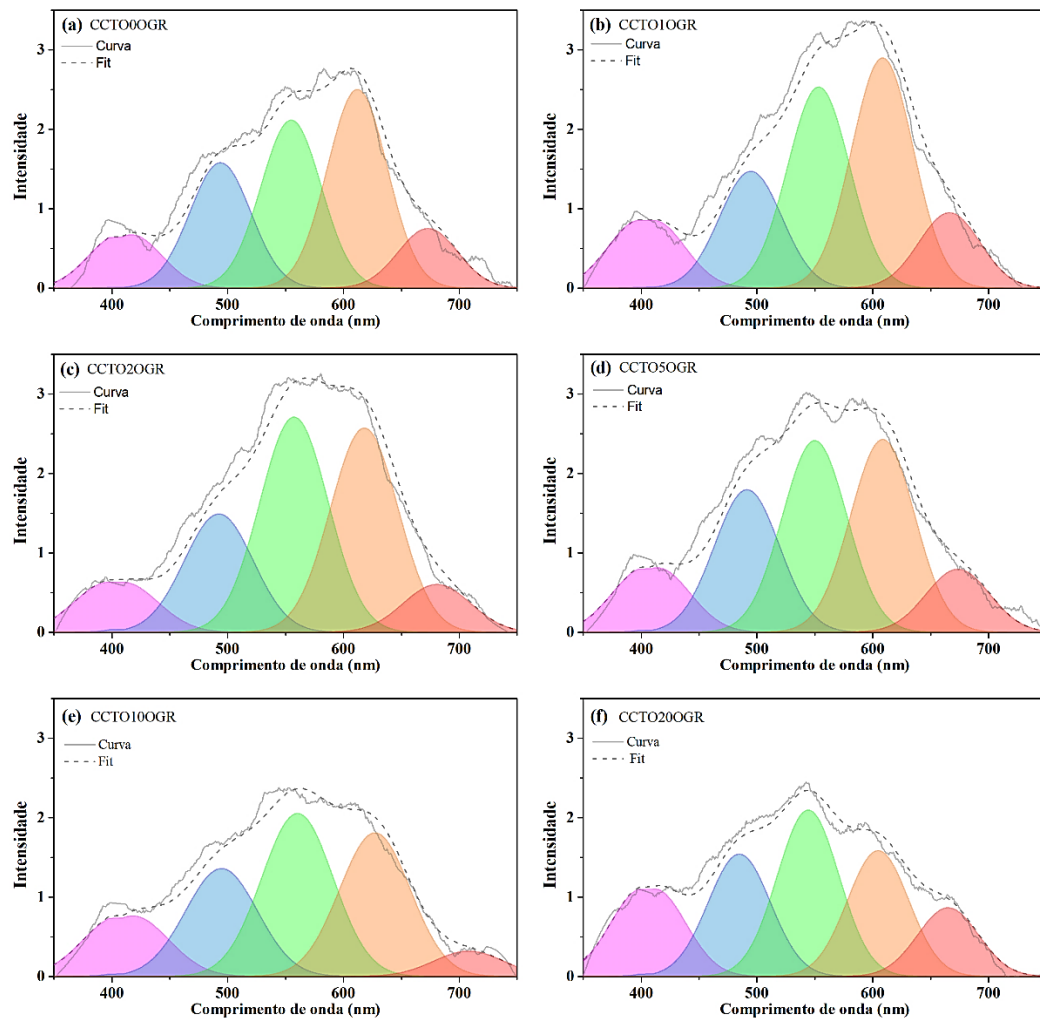 (a) CCTO0OGR
Curva
Fit
3
2
1
0
Intensidade
400 500 600 700
Comprimento de onda (nm)
(b) CCTO1OGR
Curva
Fit
3
2
1
0
Intensidade
400 500 600 700
Comprimento de onda (nm)
(c) CCTO2OGR
Curva
Fit
3
2
1
0
Intensidade
400 500 600 700
Comprimento de onda (nm)
(d) CCTO5OGR
Curva
Fit
3
2
1
0
Intensidade
400 500 600 700
Comprimento de onda (nm)
(e) CCTO10OGR
Curva
Fit
3
2
1
0
Intensidade
400 500 600 700
Comprimento de onda (nm)
(f) CCTO20OGR
Curva
Fit
3
2
1
0
Intensidade
400 500 600 700
Comprimento de onda (nm)